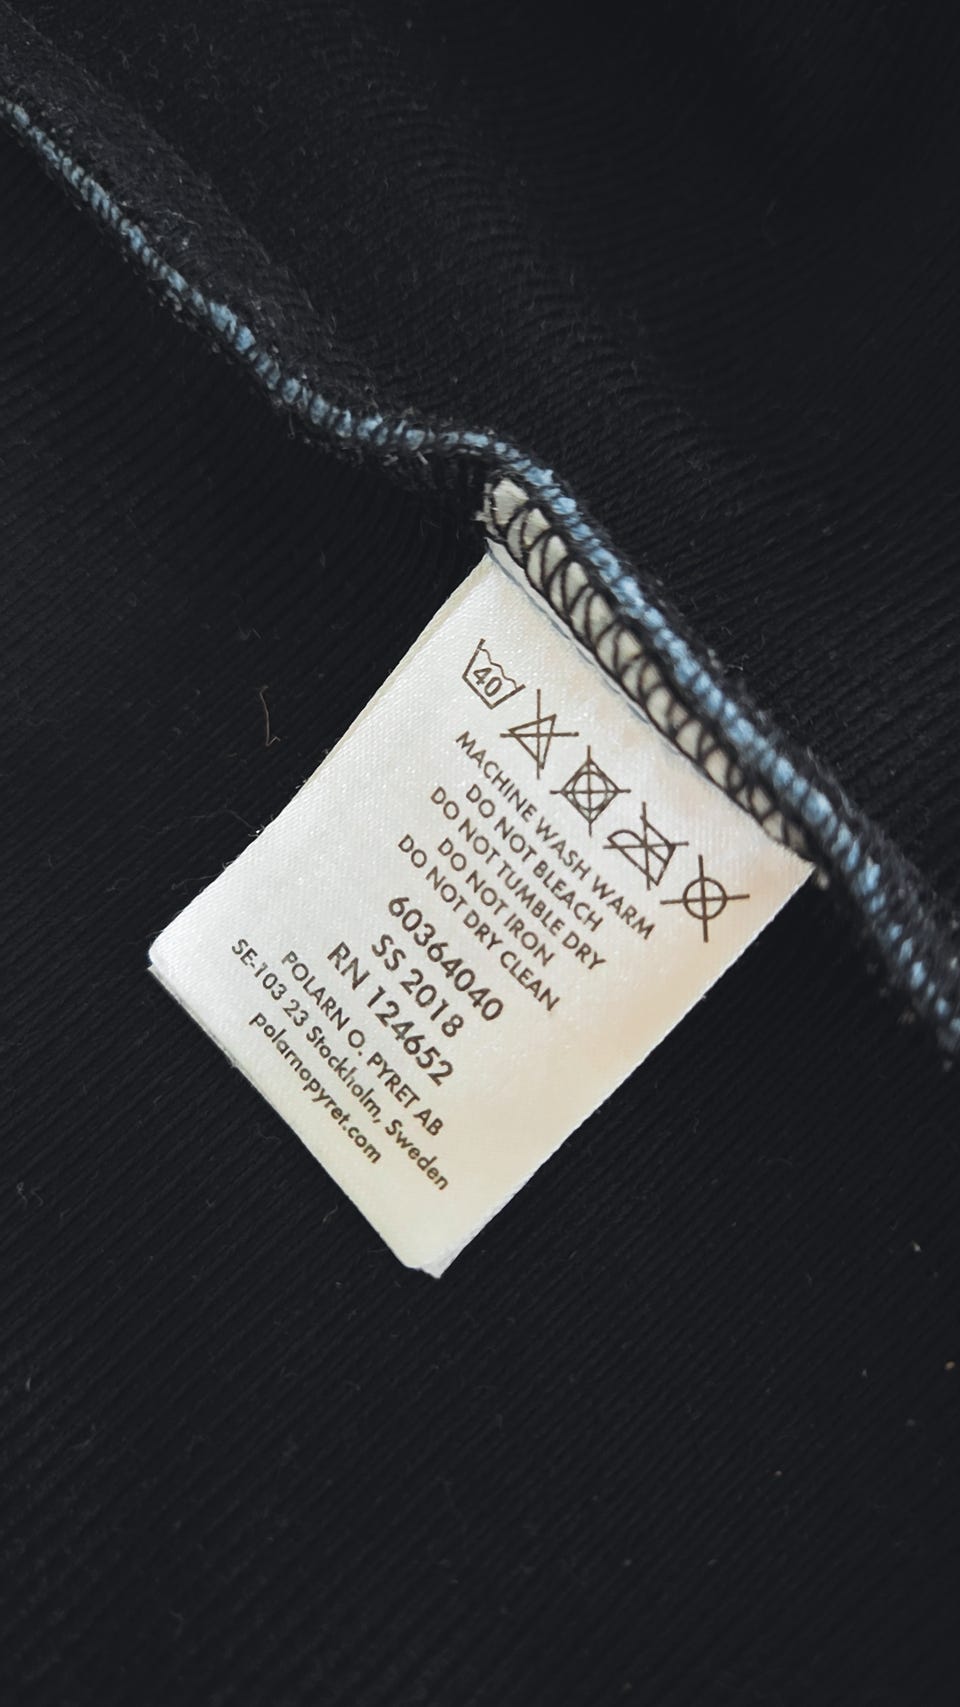 40
MACHINE WASH WARM
DO NOT BLEACH
DO NOT TUMBLE DRY
DO NOT IRON
DO NOT DRY CLEAN
60364040
SS 2018
RN 124652
POLARN O. PYRET AB
SE-103 23 Stockholm, Sweden
polarnopyret.com